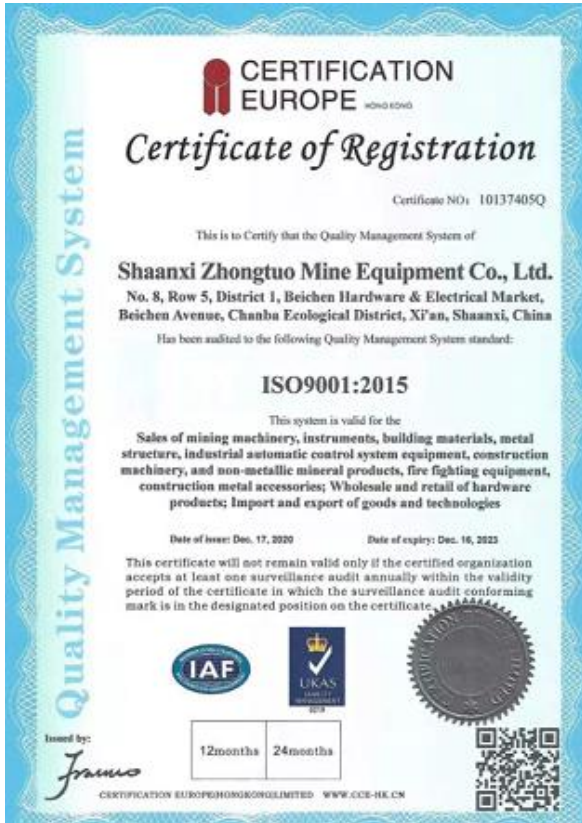 CERTIFICATION
EUROPE HONG KONG
Certificate of Registration
Certificate NO: 10137405Q
This is to Certify that the Quality Management System of
Shaanxi Zhongtuo Mine Equipment Co., Ltd.
No. 8, Row 5, District 1, Beichen Hardware & Electrical Market,
Beichen Avenue, Chanba Ecological District, Xi'an, Shaanxi, China
Has been audited to the following Quality Management System standard:
ISO9001:2015
This system is valid for the
Sales of mining machinery, instruments, building materials, metal
structure, industrial automatic control system equipment, construction
machinery, and non-metallic mineral products, fire fighting equipment,
construction metal accessories; Wholesale and retail of hardware
products; Import and export of goods and technologies
Date of issue: Dec. 17, 2020
Date of expiry: Dec. 16, 2023
This certificate will not remain valid only if the certified organization
accepts at least one surveillance audit annually within the validity
period of the certificate in which the surveillance audit conforming
mark is in the designated position on the certificate.
Quality Management System
IAF
UKAS
QUALITY
MANAGEMENT
Issued by:
12months
24months
CERTIFICATION EUROPE(HONGKONG)LIMITED WWW.CCE-HK.CN